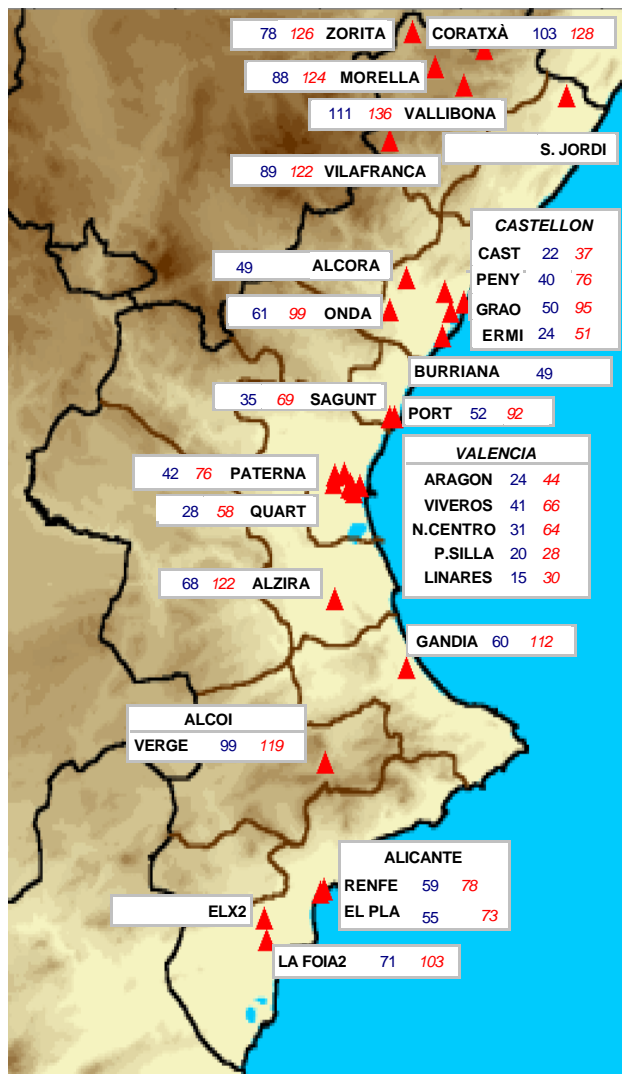 78 126 ZORITA
CORATXÀ 103 128
88 124 MORELLA
111 136 VALLIBONA
S. JORDI
89 122 VILAFRANCA
CASTELLON
CAST 22 37
PENY 40 76
GRAO 50 95
ERMI 24 51
49 ALCORA
61 99 ONDA
BURRIANA 49
35 69 SAGUNT
PORT 52 92
VALENCIA
ARAGON 24 44
VIVEROS 41 66
N.CENTRO 31 64
P.SILLA 20 28
LINARES 15 30
42 76 PATERNA
28 58 QUART
68 122 ALZIRA
GANDIA 60 112
ALCOI
VERGE 99 119
ALICANTE
RENFE 59 78
EL PLA 55 73
ELX2
LA FOIA2 71 103